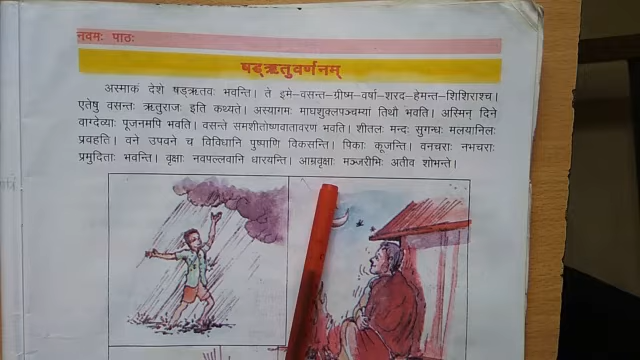 नवमः पाठः
षड्ऋतुवर्णनम्
अस्माकं देशे षड्ऋतवः भवन्ति। ते इमे-वसन्त-ग्रीष्म-वर्षा-शरद-हेमन्त-शिशिराश्च।
एतेषु वसन्तः ऋतुराजः इति कथ्यते। अस्यागमः माघशुक्लपञ्चम्यां तिथौ भवति। अस्मिन् दिने
वाग्देव्याः पूजनमपि भवति। वसन्ते समशीतोष्णवातावरण भवति। शीतलः मन्दः सुगन्धः मलयानिलः
प्रवहति। वने उपवने च विविधानि पुष्पाणि विकसन्ति। पिकाः कूजन्ति। वनचराः नभचराः
प्रमुदिताः भवन्ति। वृक्षाः नवपल्लवानि धारयन्ति। आम्रवृक्षाः मञ्जरीभिः अतीव शोभन्ते।